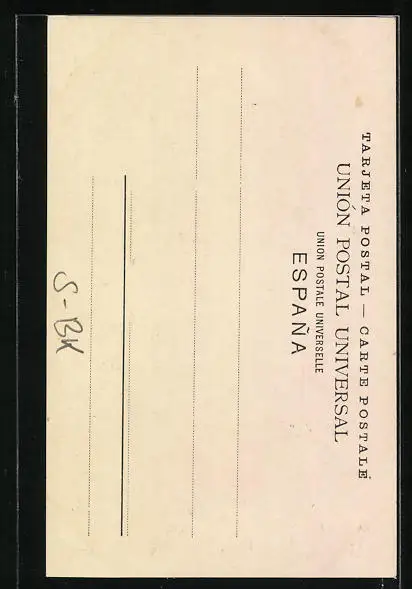 TARJETA POSTAL — CARTE POSTALE
UNIÓN POSTAL UNIVERSAL
UNION POSTALE UNIVERSELLE
ESPAÑA
S-BK